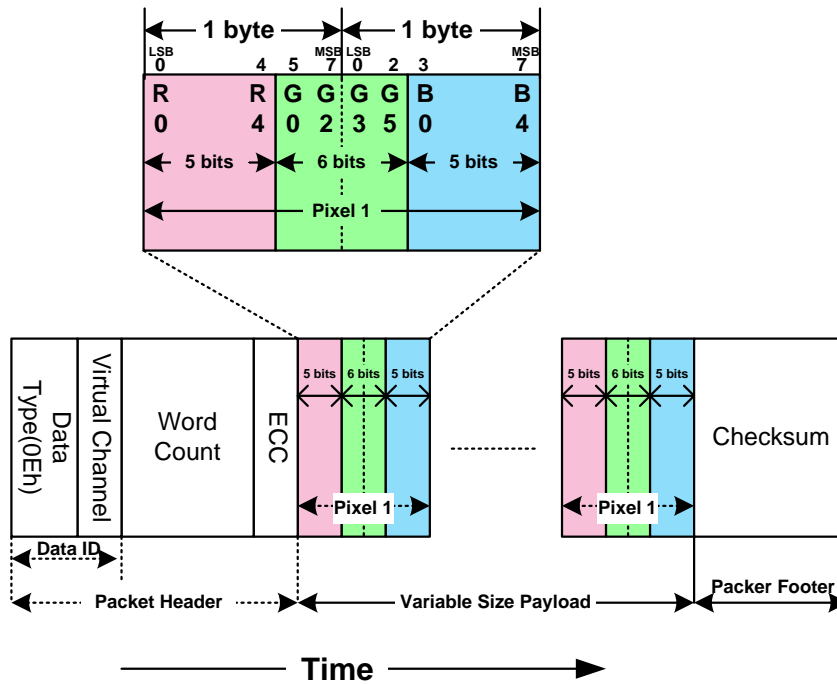 1 byte 1 byte
LSB MSB LSB MSB
0 4 5 7 0 2 3 7
R R G G G G B B
0 4 0 2 3 5 0 4
5 bits 6 bits 5 bits
Pixel 1
Data Type(0Eh)
Virtual Channel
Word Count
ECC
5 bits 6 bits 5 bits
Pixel 1
5 bits 6 bits 5 bits
Pixel 1
Checksum
Data ID
Packet Header
Variable Size Payload
Packer Footer
Time